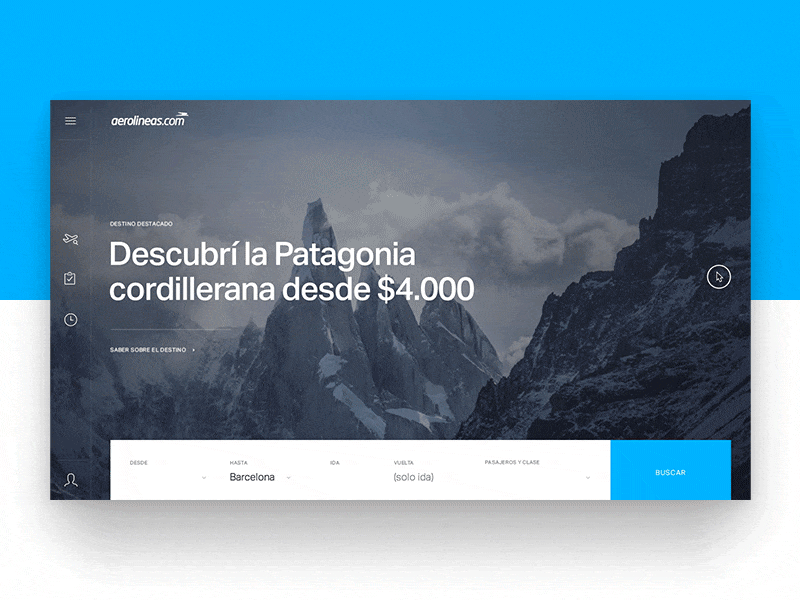 aerolineas.com
DESTINO DESTACADO
Descubrí la Patagonia
cordillerana desde $4.000
SABER SOBRE EL DESTINO
DESDE
HASTA
IDA
VUELTA
PASAJEROS Y CLASE
Barcelona
(solo ida)
BUSCAR